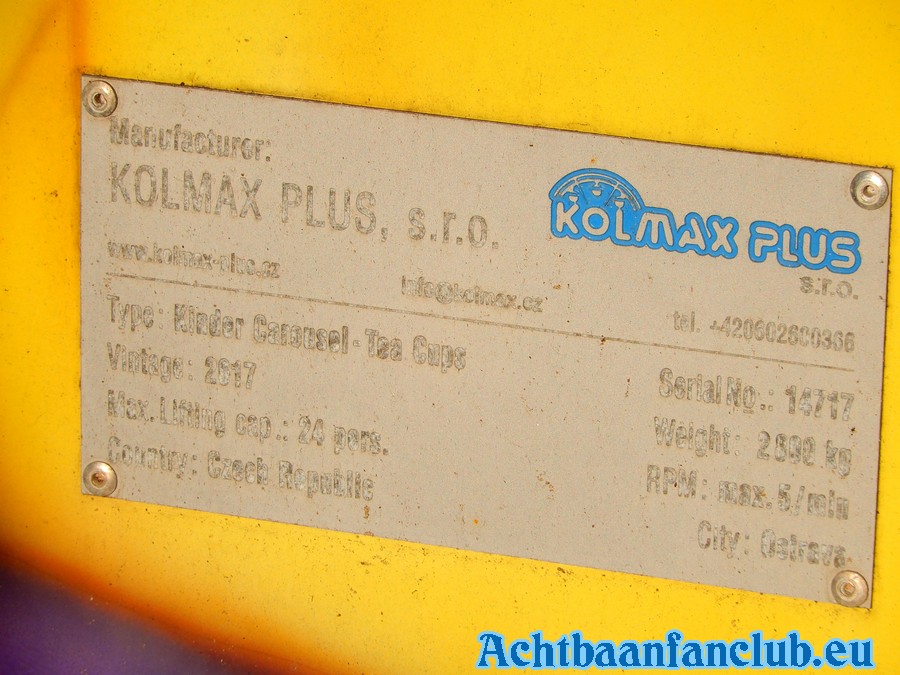 Manufacturer:
KOLMAX PLUS, s.r.o.
KOLMAX PLUS
s.r.o.
www.kolmax-plus.cz
info@kolmax.cz
tel. +420602600366
Type: Kinder Carousel - Tea Cups
Vintage: 2017
Max. Lifting cap.: 24 pers.
Country: Czech Republic
Serial No.: 14717
Weight: kg
RPM: max. 5/min
City: Ostrava
Achtbaanfanclub.eu